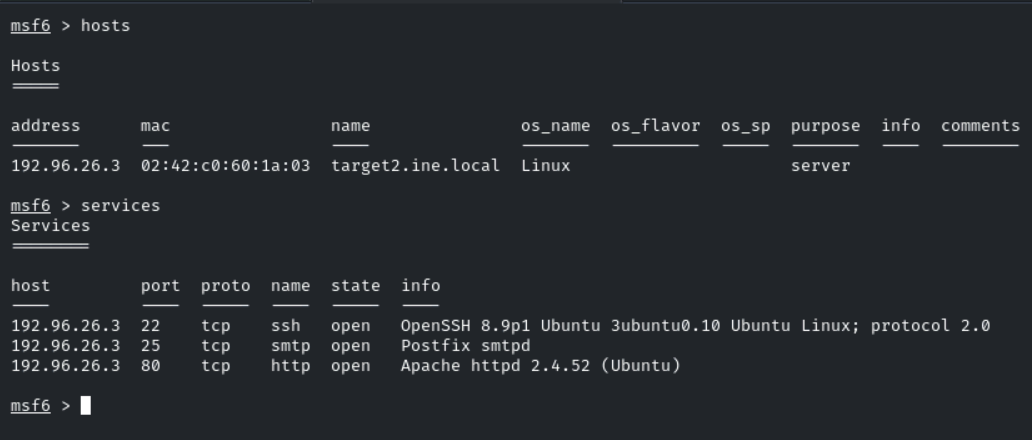 msf6 > hosts
Hosts
=====
address mac name os_name os_flavor os_sp purpose info comments
------- --- ---- ------- --------- ----- ------- ---- --------
192.96.26.3 02:42:c0:60:1a:03 target2.ine.local Linux server
msf6 > services
Services
========
host port proto name state info
---- ---- ----- ---- ----- ----
192.96.26.3 22 tcp ssh open OpenSSH 8.9p1 Ubuntu 3ubuntu0.10 Ubuntu Linux; protocol 2.0
192.96.26.3 25 tcp smtp open Postfix smtpd
192.96.26.3 80 tcp http open Apache httpd 2.4.52 (Ubuntu)
msf6 >